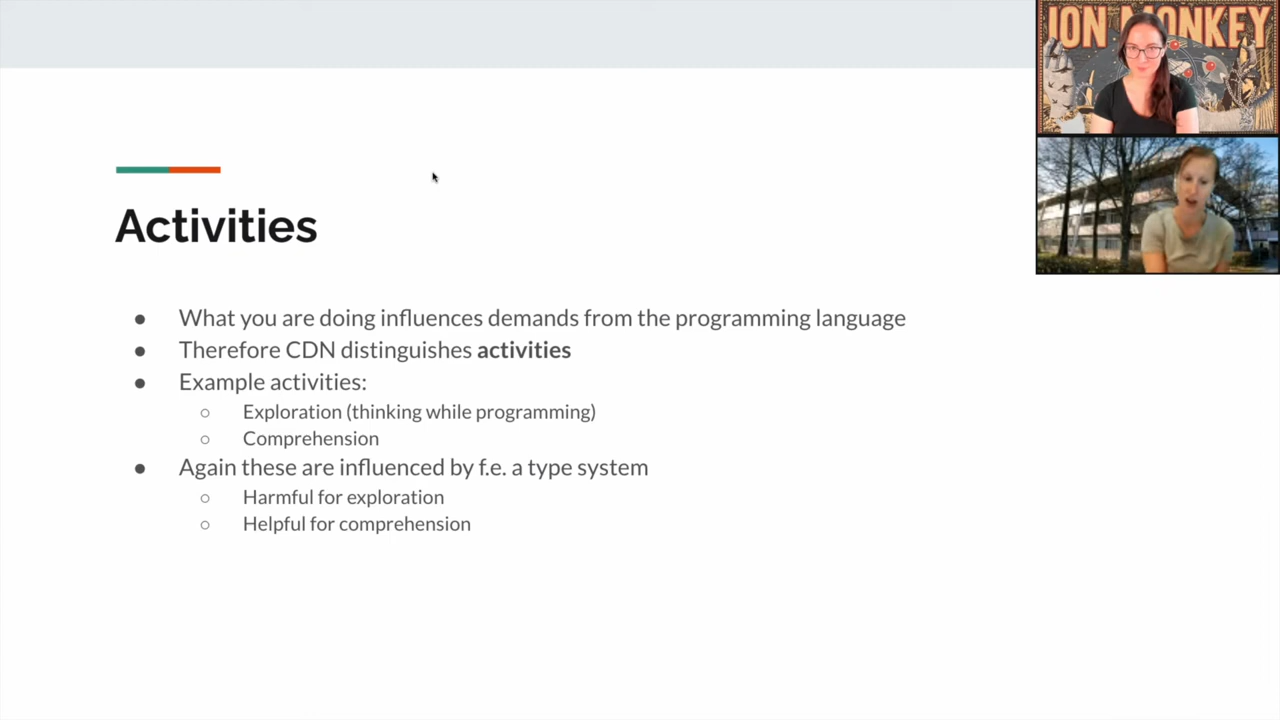 ION MONKEY
Activities
● What you are doing influences demands from the programming language
● Therefore CDN distinguishes activities
● Example activities:
○ Exploration (thinking while programming)
○ Comprehension
● Again these are influenced by f.e. a type system
○ Harmful for exploration
○ Helpful for comprehension